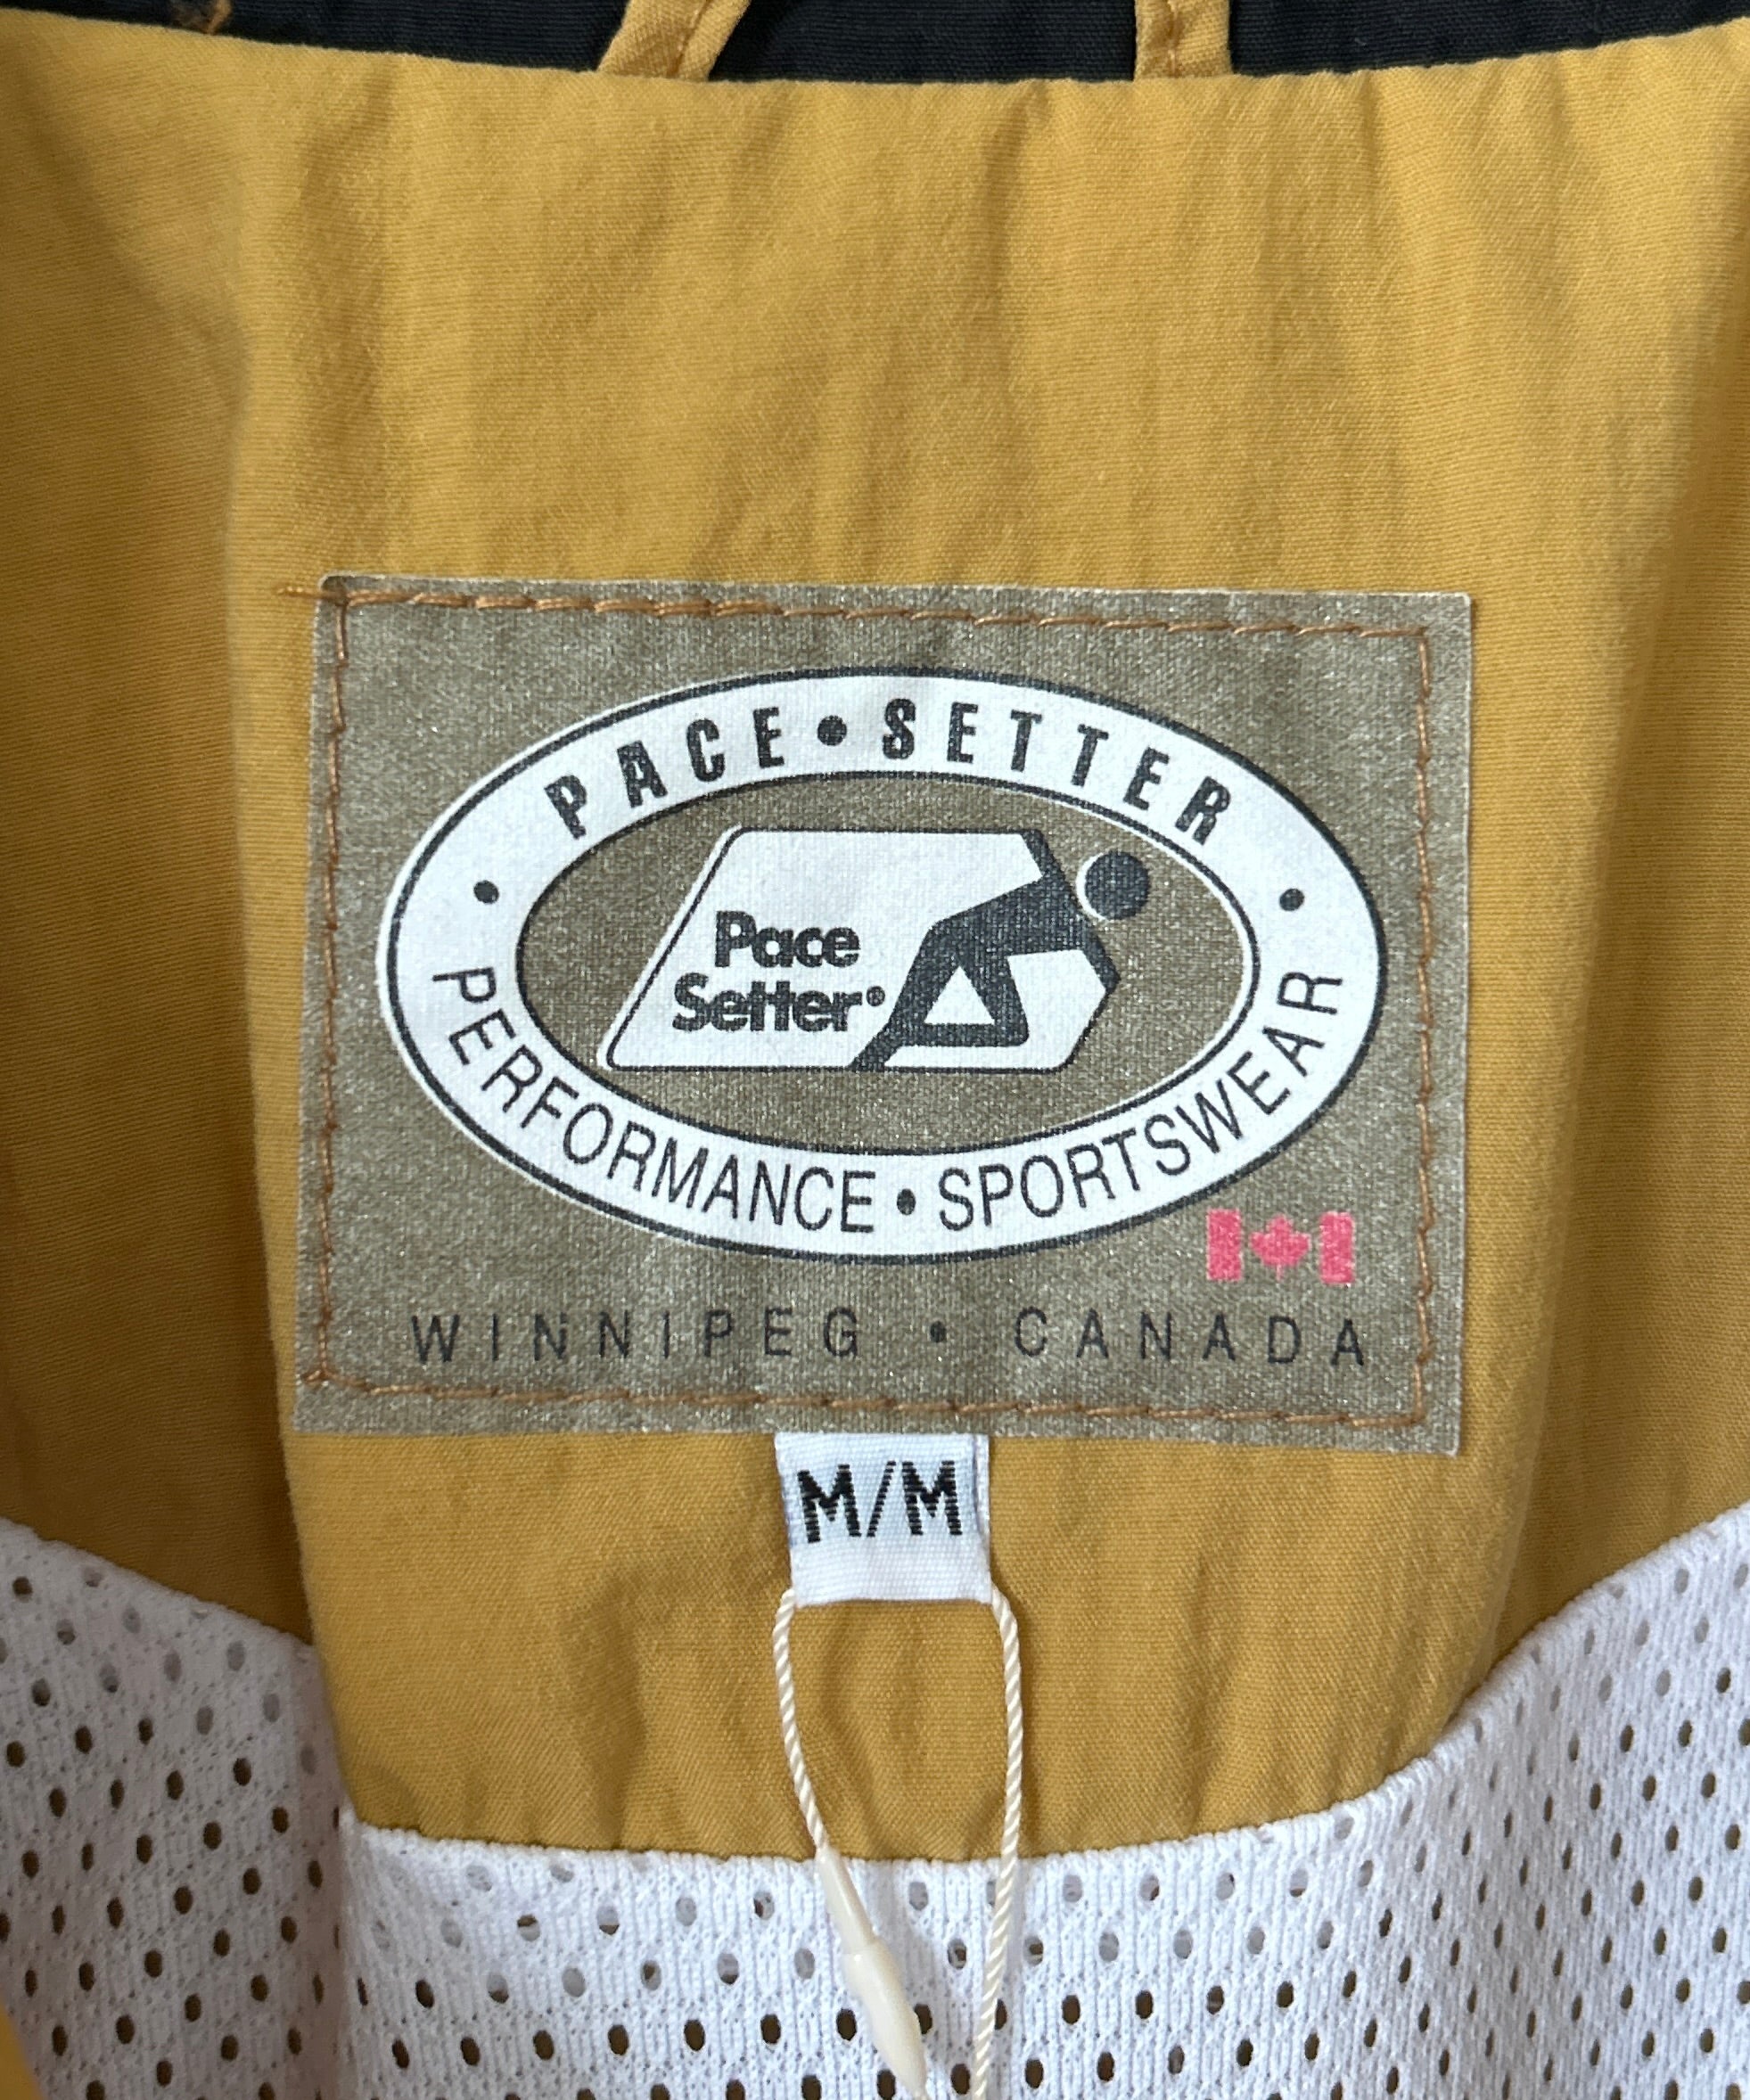 PACE • SETTER
Pace
Setter®
• PERFORMANCE • SPORTSWEAR •
WINNIPEG • CANADA
M/M